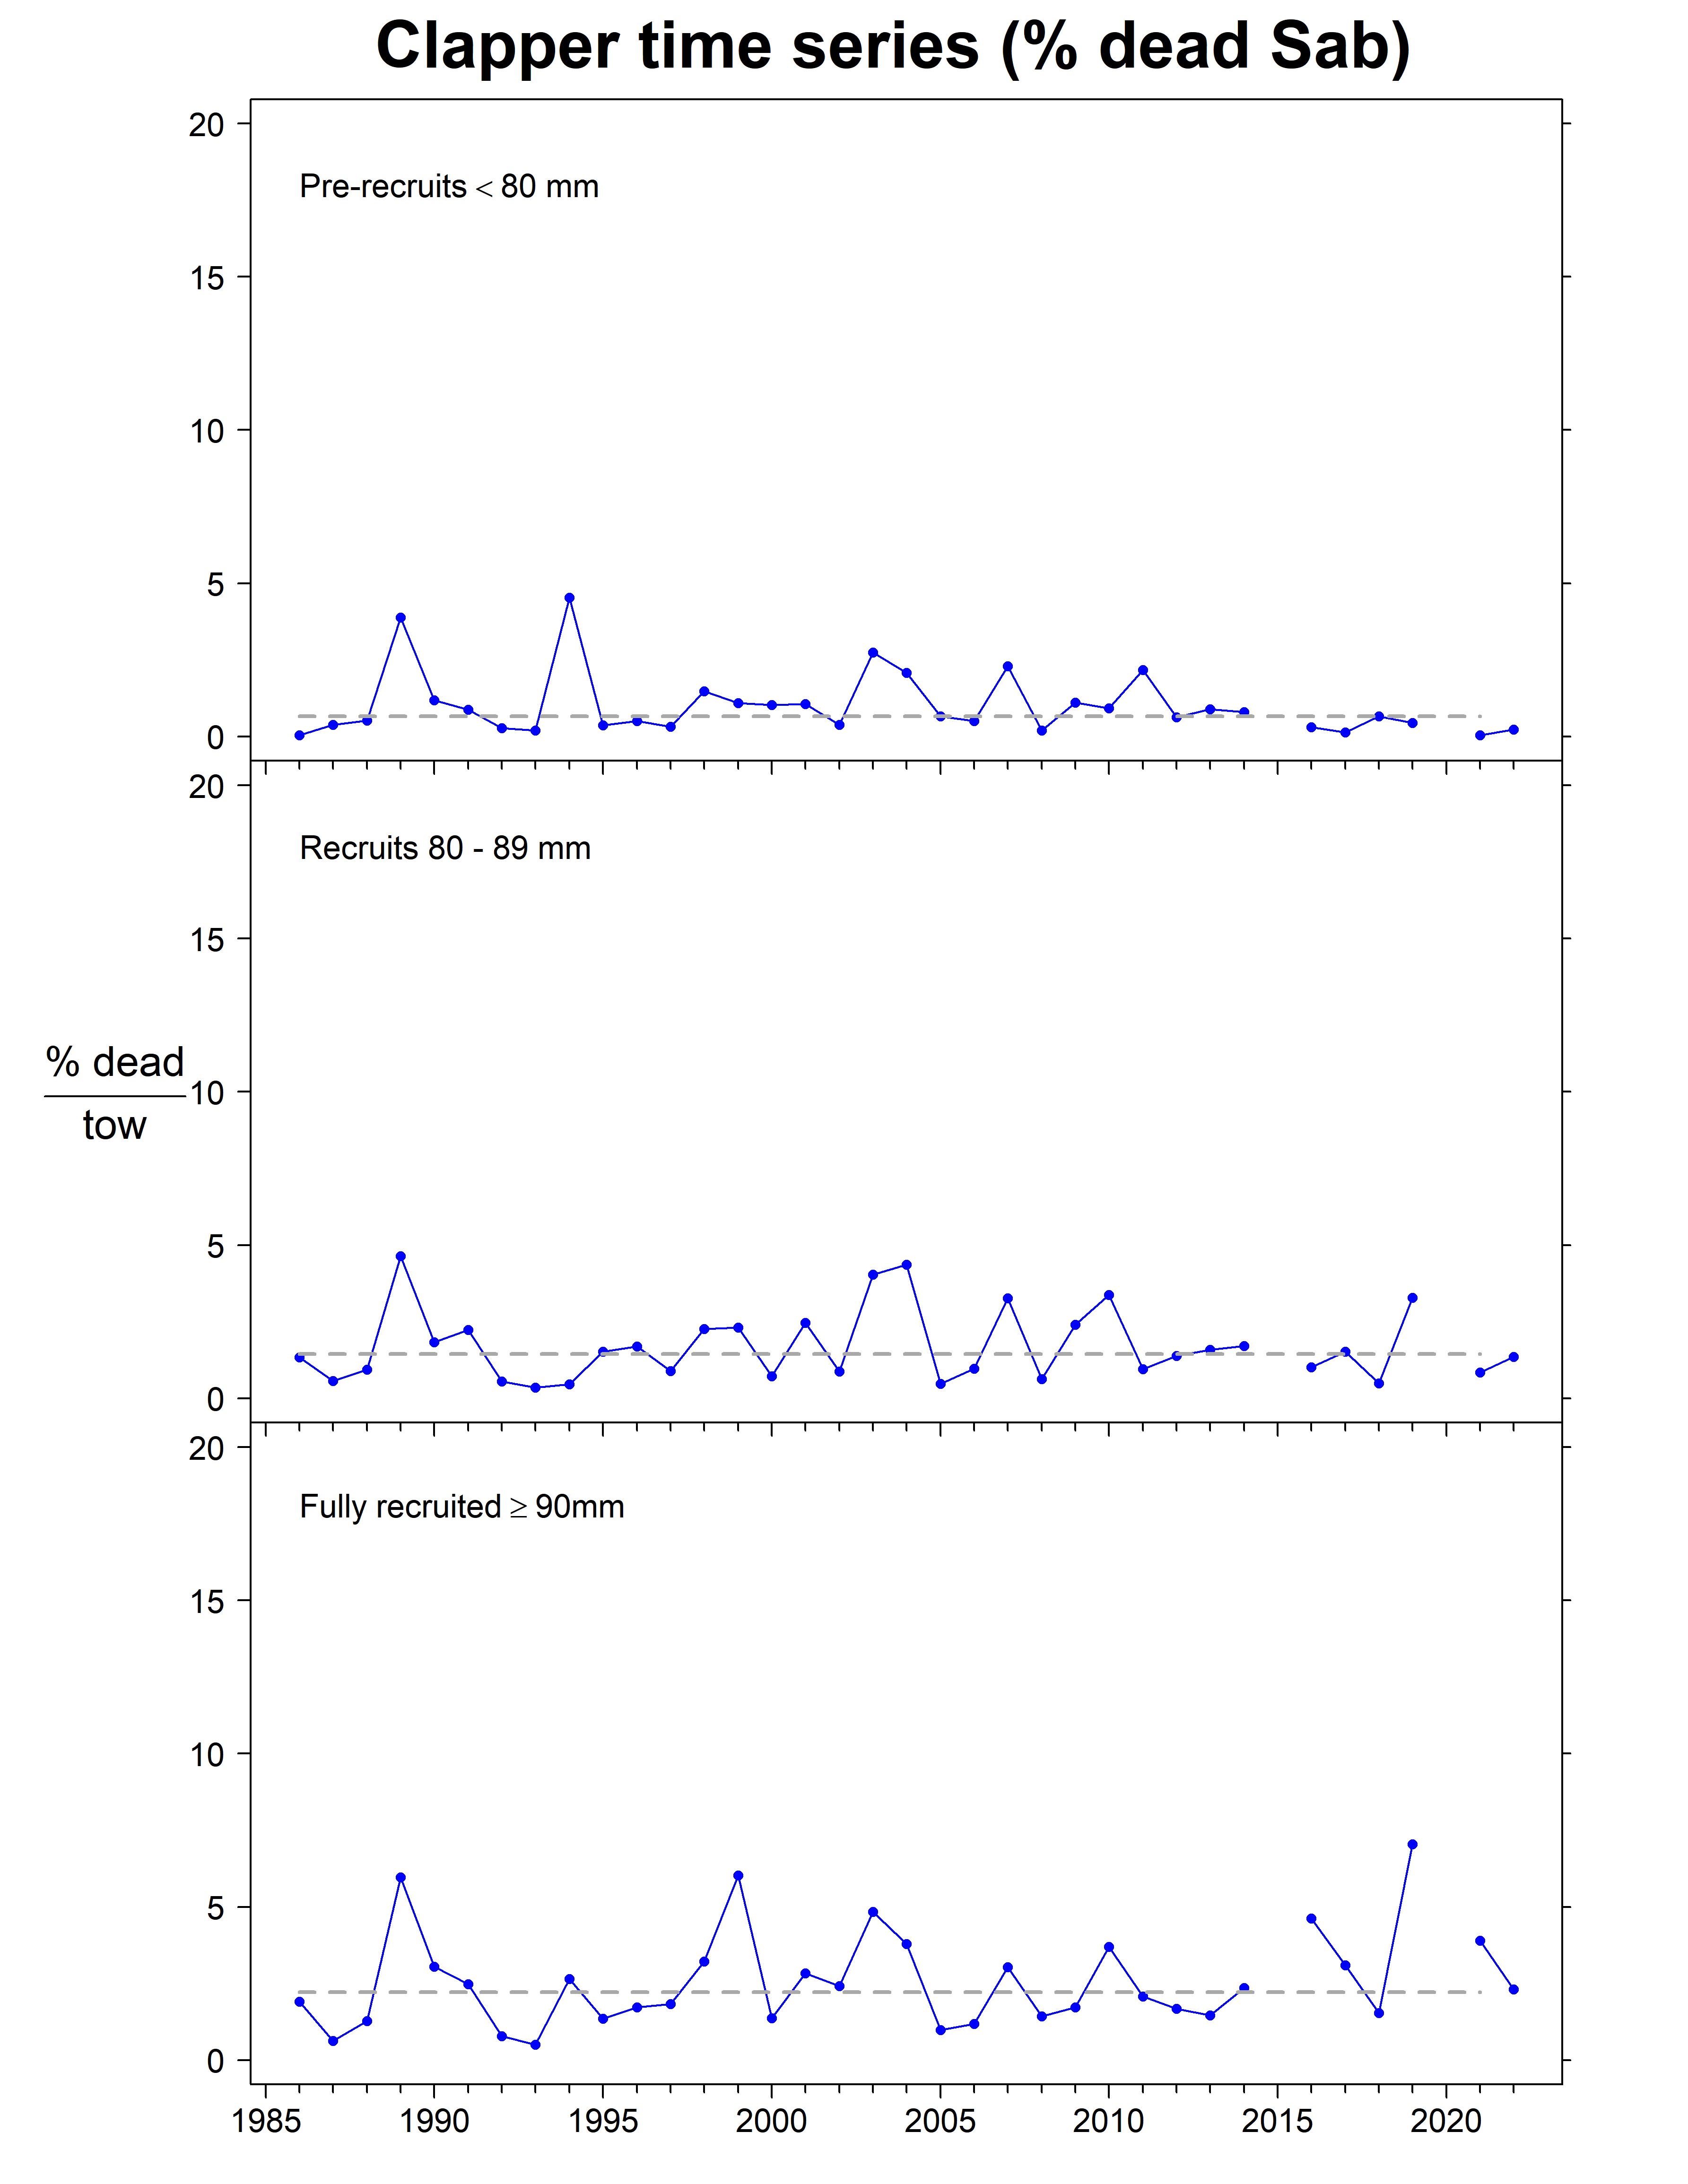 Clapper time series (% dead Sab)
20
Pre-recruits < 80 mm
15
10
5
0
20
Recruits 80 - 89 mm
15
% dead
tow
10
5
0
20
Fully recruited ≥ 90mm
15
10
5
0
1985 1990 1995 2000 2005 2010 2015 2020